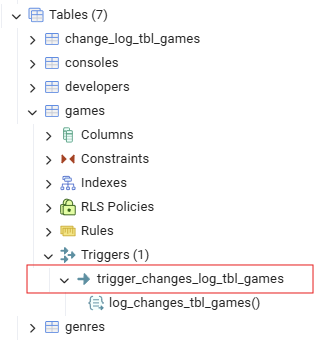 Tables (7)
change_log_tbl_games
consoles
developers
games
Columns
Constraints
Indexes
RLS Policies
Rules
Triggers (1)
trigger_changes_log_tbl_games
log_changes_tbl_games()
genres